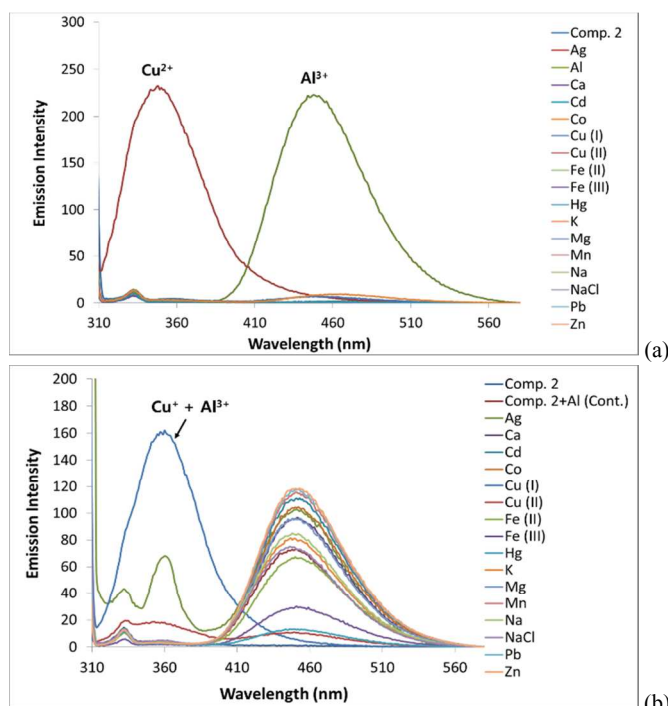 300
250
200
150
100
50
0
Emission Intensity
Cu²⁺
Al³⁺
310
360
410
460
510
560
Wavelength (nm)
Comp. 2
Ag
Al
Ca
Cd
Co
Cu (I)
Cu (II)
Fe (II)
Fe (III)
Hg
K
Mg
Mn
Na
NaCl
Pb
Zn
(a)
200
180
160
140
120
100
80
60
40
20
0
Emission Intensity
Cu⁺ + Al³⁺
310
360
410
460
510
560
Wavelength (nm)
Comp. 2
Comp. 2+Al (Cont.)
Ag
Ca
Cd
Co
Cu (I)
Cu (II)
Fe (II)
Fe (III)
Hg
K
Mg
Mn
Na
NaCl
Pb
Zn
(b)